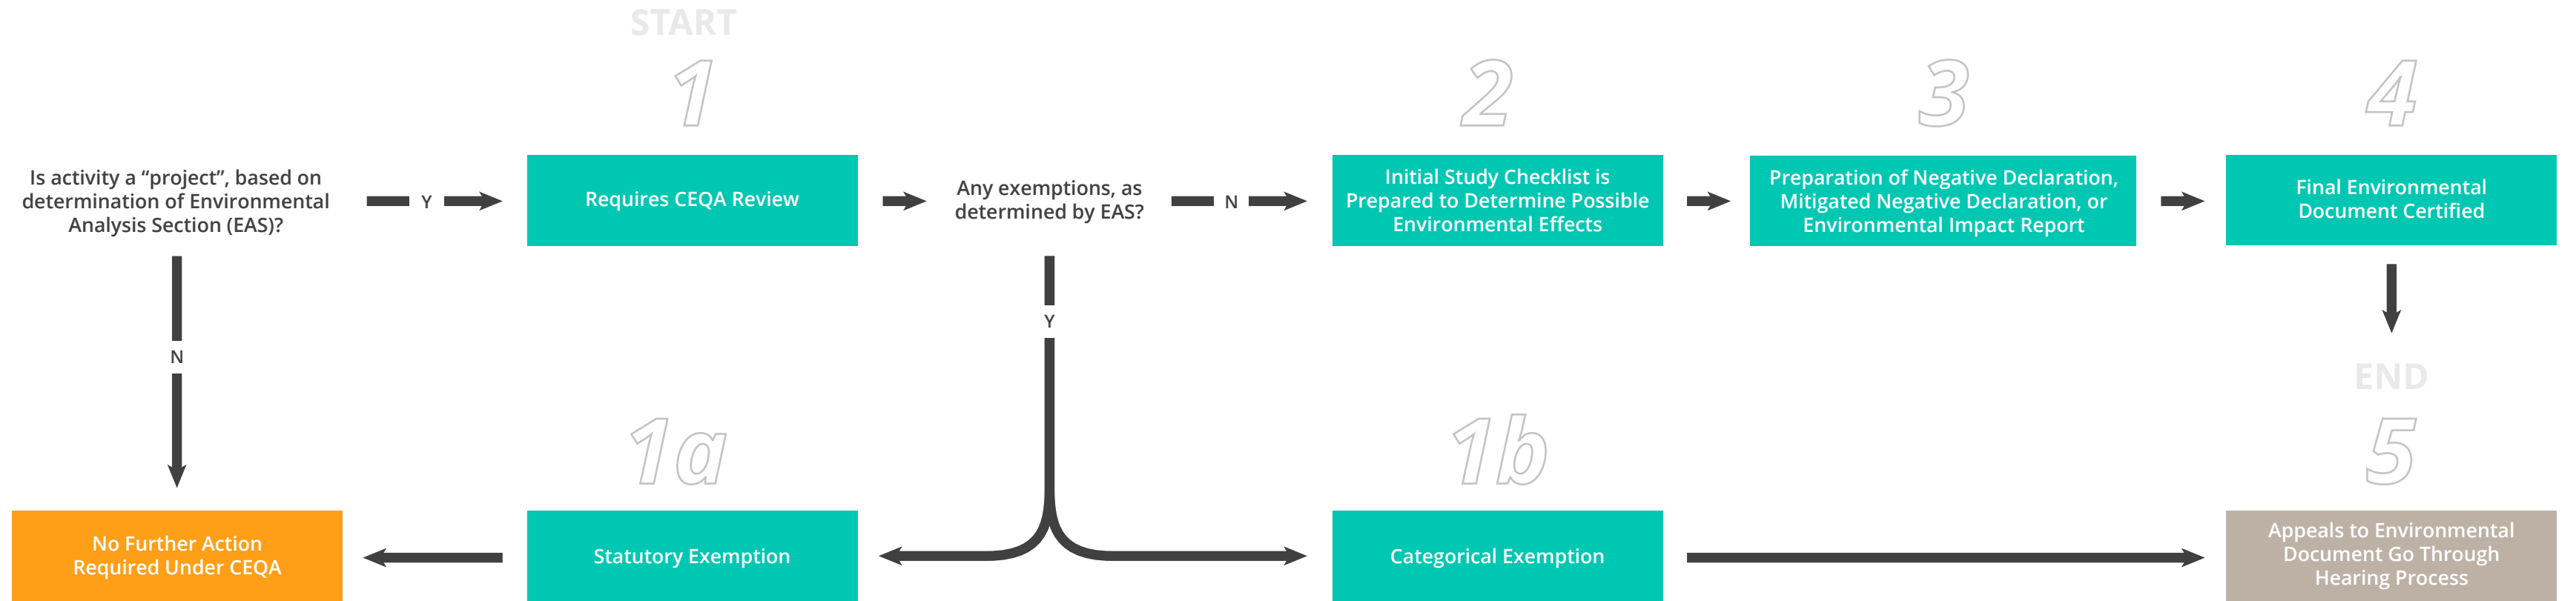 START
1
2
3
4
Is activity a “project”, based on
determination of Environmental
Analysis Section (EAS)?
Y
Requires CEQA Review
Any exemptions, as
determined by EAS?
N
Initial Study Checklist is
Prepared to Determine Possible
Environmental Effects
Preparation of Negative Declaration,
Mitigated Negative Declaration, or
Environmental Impact Report
Final Environmental
Document Certified
N
Y
END
1a
1b
5
No Further Action
Required Under CEQA
Statutory Exemption
Categorical Exemption
Appeals to Environmental
Document Go Through
Hearing Process